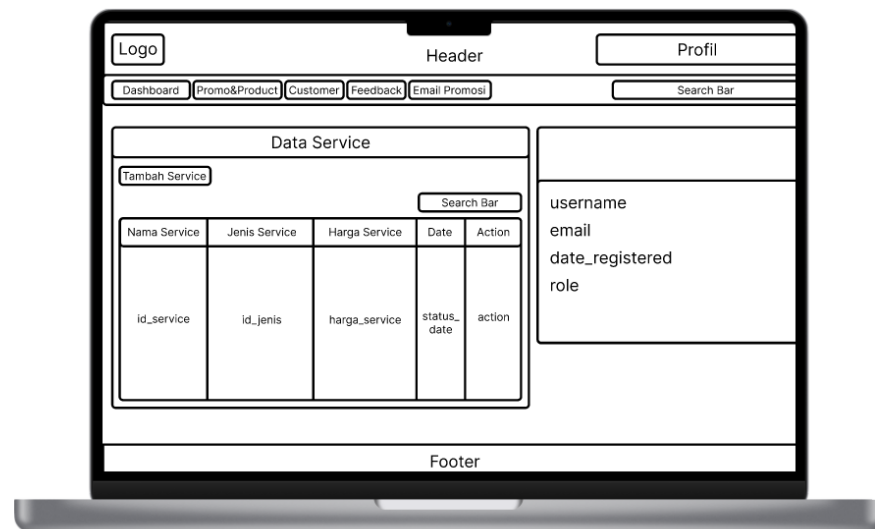 Logo
Header
Profil
Dashboard
Promo&Product
Customer
Feedback
Email Promosi
Search Bar
Data Service
Tambah Service
Search Bar
Nama Service
Jenis Service
Harga Service
Date
Action
id_service
id_jenis
harga_service
status_
date
action
username
email
date_registered
role
Footer